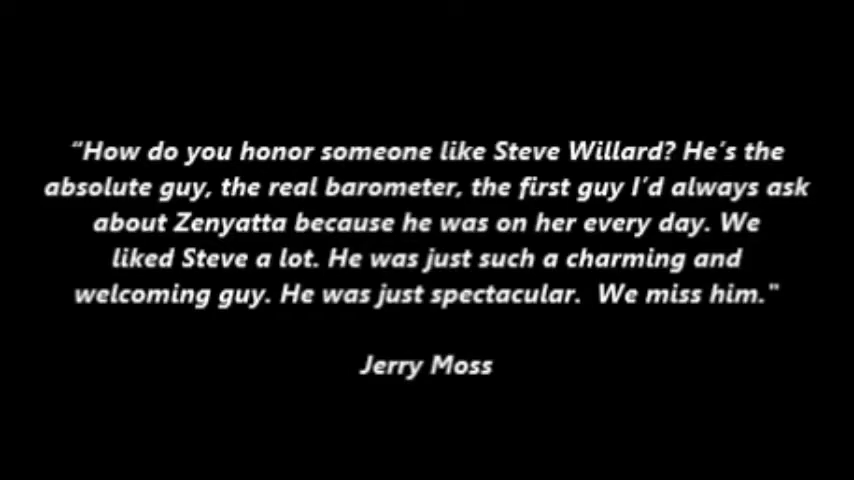 “How do you honor someone like Steve Willard? He’s the
absolute guy, the real barometer, the first guy I’d always ask
about Zenyatta because he was on her every day. We
liked Steve a lot. He was just such a charming and
welcoming guy. He was just spectacular.  We miss him."
Jerry Moss